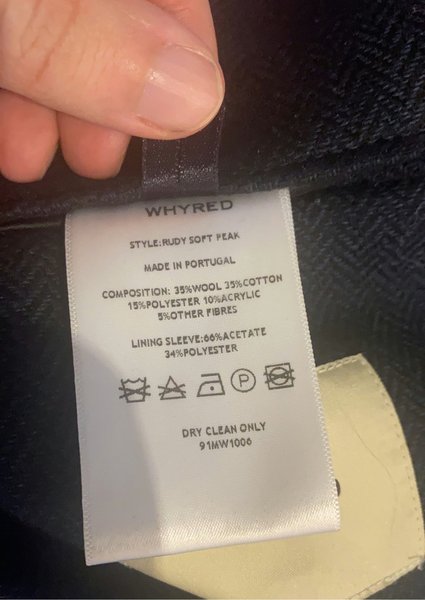 WHYRED
STYLE:RUDY SOFT PEAK
MADE IN PORTUGAL
COMPOSITION: 35%WOOL 35%COTTON
15%POLYESTER 10%ACRYLIC
5%OTHER FIBRES
LINING SLEEVE:66%ACETATE
34%POLYESTER
P
DRY CLEAN ONLY
91MW1006